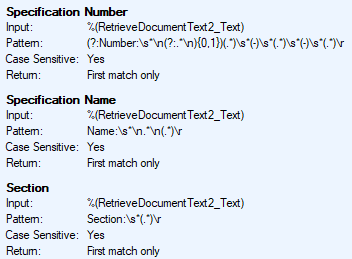 Specification Number
Input: %(RetrieveDocumentText2_Text)
Pattern: (?:Number:\s*\n(?:.*\n){0,1})(.*)\s*(-)\s*(.*)\s*(-)\s*(.*)\r
Case Sensitive: Yes
Return: First match only
Specification Name
Input: %(RetrieveDocumentText2_Text)
Pattern: Name:\s*\n.*\n(.*)\r
Case Sensitive: Yes
Return: First match only
Section
Input: %(RetrieveDocumentText2_Text)
Pattern: Section:\s*(.*)\r
Case Sensitive: Yes
Return: First match only